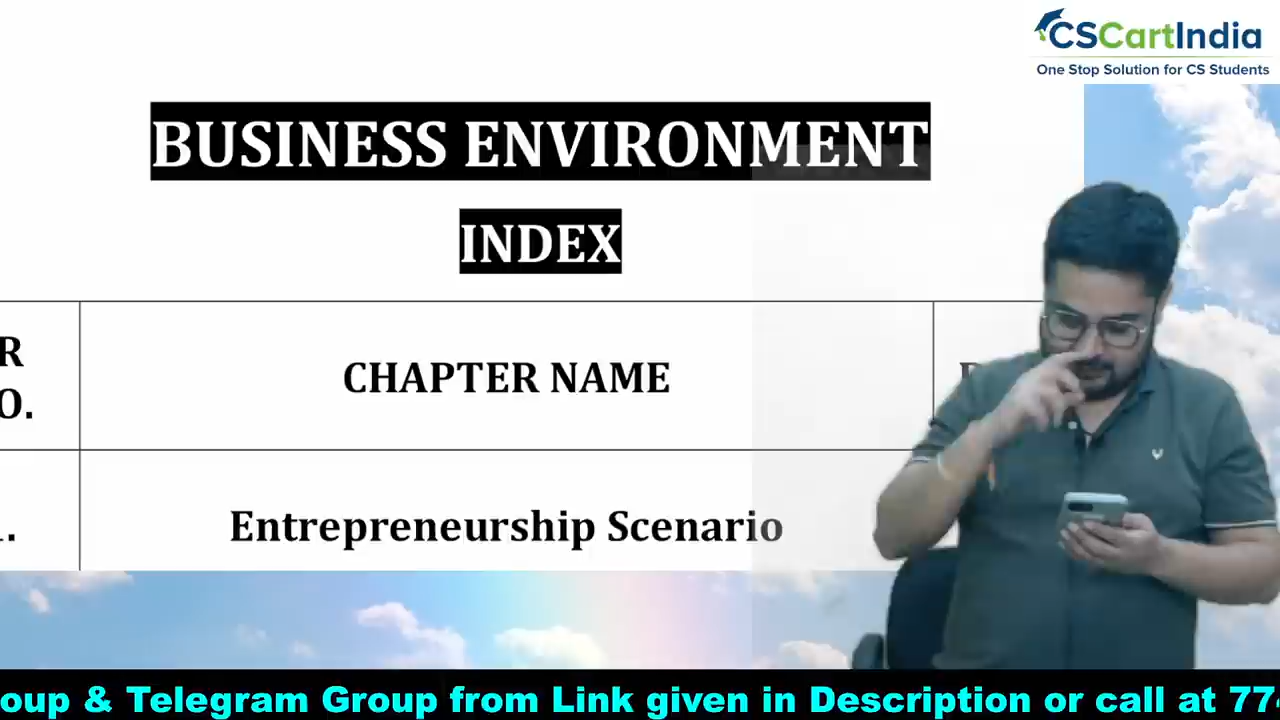 CSCartIndia
One Stop Solution for CS Students
BUSINESS ENVIRONMENT
INDEX
R
O.
CHAPTER NAME
Entrepreneurship Scenario
oup & Telegram Group from Link given in Description or call at 77